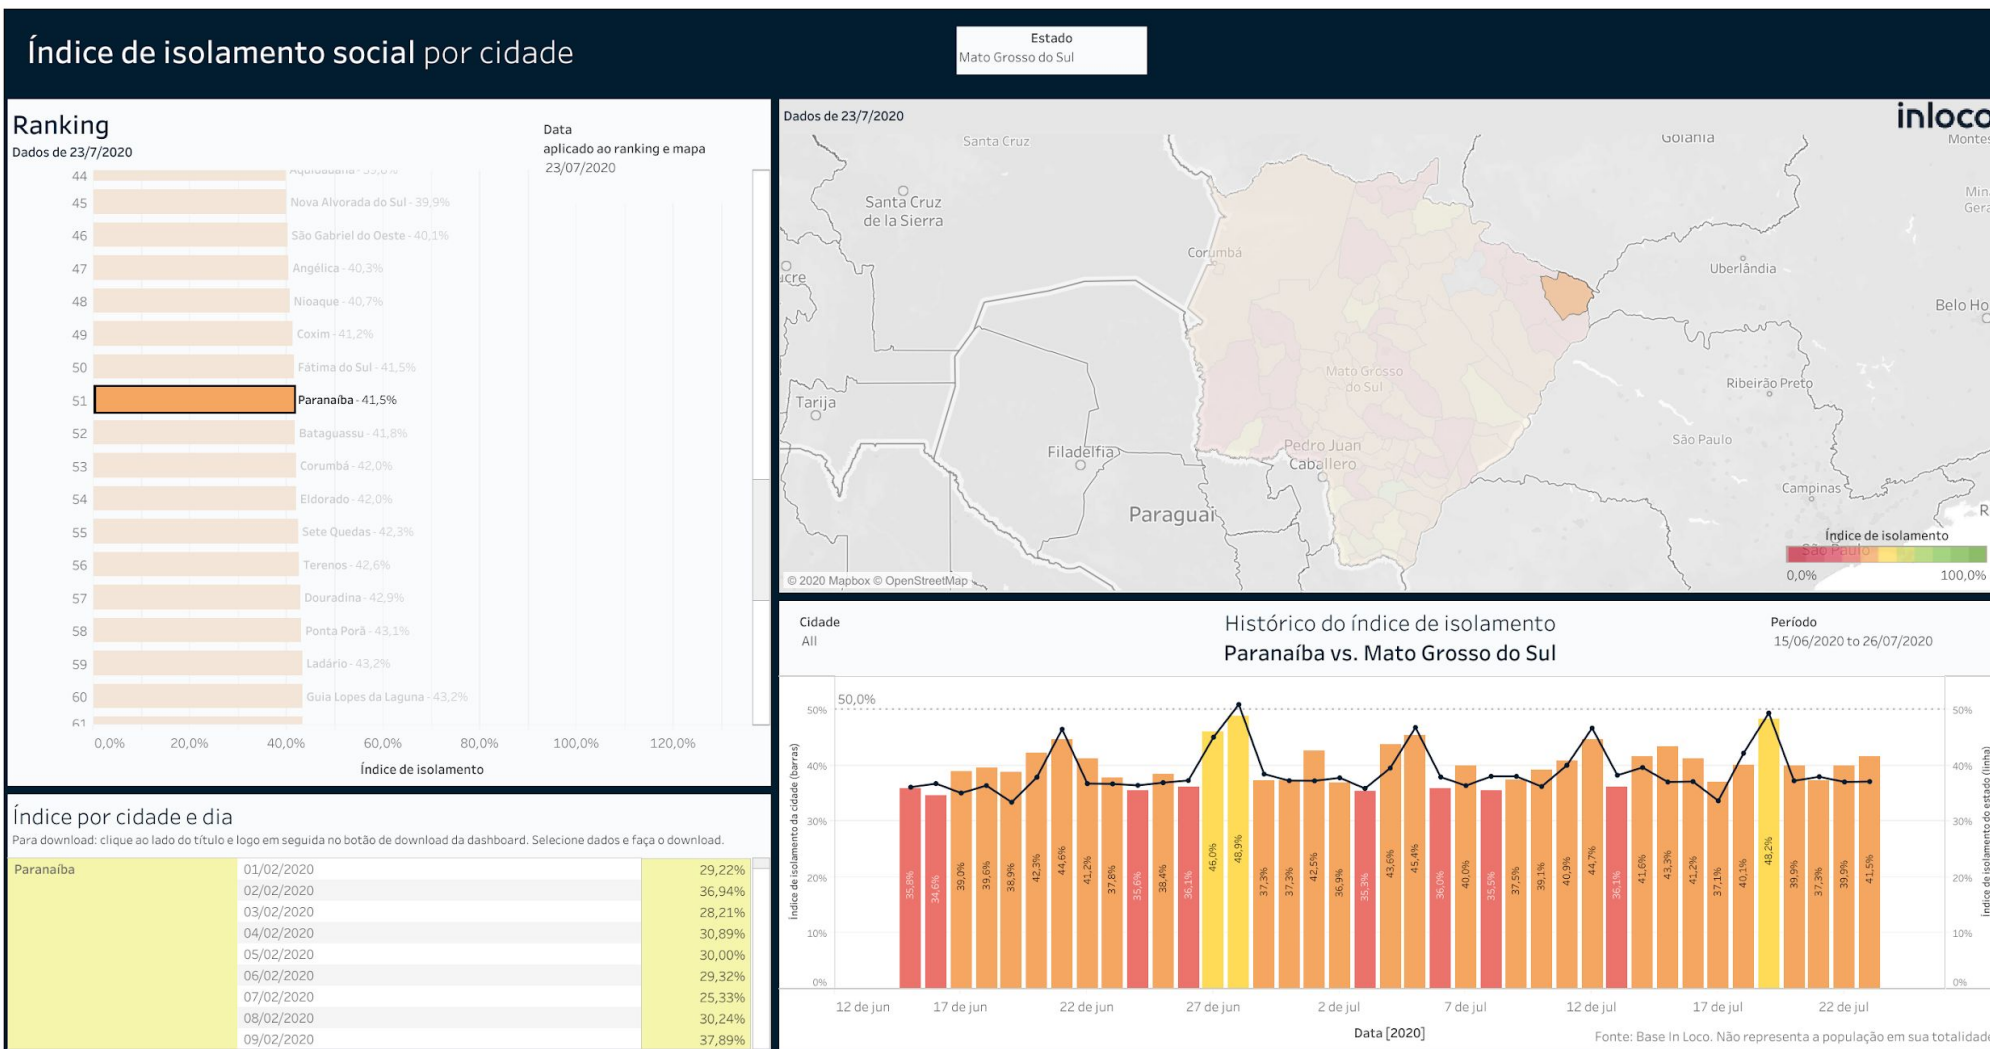 Índice de isolamento social por cidade
Estado
Mato Grosso do Sul
Ranking
Dados de 23/7/2020
Data
aplicado ao ranking e mapa
23/07/2020
44 Aquidauana - 39,8%
45 Nova Alvorada do Sul - 39,9%
46 São Gabriel do Oeste - 40,1%
47 Angélica - 40,3%
48 Nioaque - 40,7%
49 Coxim - 41,2%
50 Fátima do Sul - 41,5%
51 Paranaíba - 41,5%
52 Bataguassu - 41,8%
53 Corumbá - 42,0%
54 Eldorado - 42,0%
55 Sete Quedas - 42,3%
56 Terenos - 42,6%
57 Douradina - 42,9%
58 Ponta Porã - 43,1%
59 Ladário - 43,2%
60 Guia Lopes da Laguna - 43,2%
61
0,0% 20,0% 40,0% 60,0% 80,0% 100,0% 120,0%
Índice de isolamento
Índice por cidade e dia
Para download: clique ao lado do título e logo em seguida no botão de download da dashboard. Selecione dados e faça o download.
Paranaíba 01/02/2020 29,22%
02/02/2020 36,94%
03/02/2020 28,21%
04/02/2020 30,89%
05/02/2020 30,00%
06/02/2020 29,32%
07/02/2020 25,33%
08/02/2020 30,24%
09/02/2020 37,89%
Dados de 23/7/2020
inloco
Santa Cruz
Goiânia
Montes
Santa Cruz
de la Sierra
Min
Gera
Corumbá
Uberlândia
ucre
Belo Ho
Mato Grosso
do Sul
Ribeirão Preto
Tarija
São Paulo
Filadélfia
Pedro Juan
Caballero
Campinas
Paraguai
R
Índice de isolamento
São Paulo
0,0% 100,0%
© 2020 Mapbox © OpenStreetMap
Cidade
All
Histórico do índice de isolamento
Paranaíba vs. Mato Grosso do Sul
Período
15/06/2020 to 26/07/2020
50,0%
Índice de isolamento da cidade (barras)
50%
40%
30%
20%
10%
0%
35,8% 34,6% 39,0% 39,6% 38,9% 42,3% 44,6% 41,2% 37,8% 35,6% 38,4% 36,1% 46,0% 48,9% 37,3% 37,3% 42,5% 36,9% 35,3% 43,6% 45,4% 36,0% 40,0% 35,5% 37,5% 39,1% 40,9% 44,7% 36,1% 41,6% 43,3% 41,2% 37,1% 40,1% 48,2% 39,9% 37,3% 39,9% 41,5%
50%
40%
30%
20%
10%
0%
Índice de isolamento do estado (linha)
12 de jun 17 de jun 22 de jun 27 de jun 2 de jul 7 de jul 12 de jul 17 de jul 22 de jul
Data [2020]
Fonte: Base In Loco. Não representa a população em sua totalidade